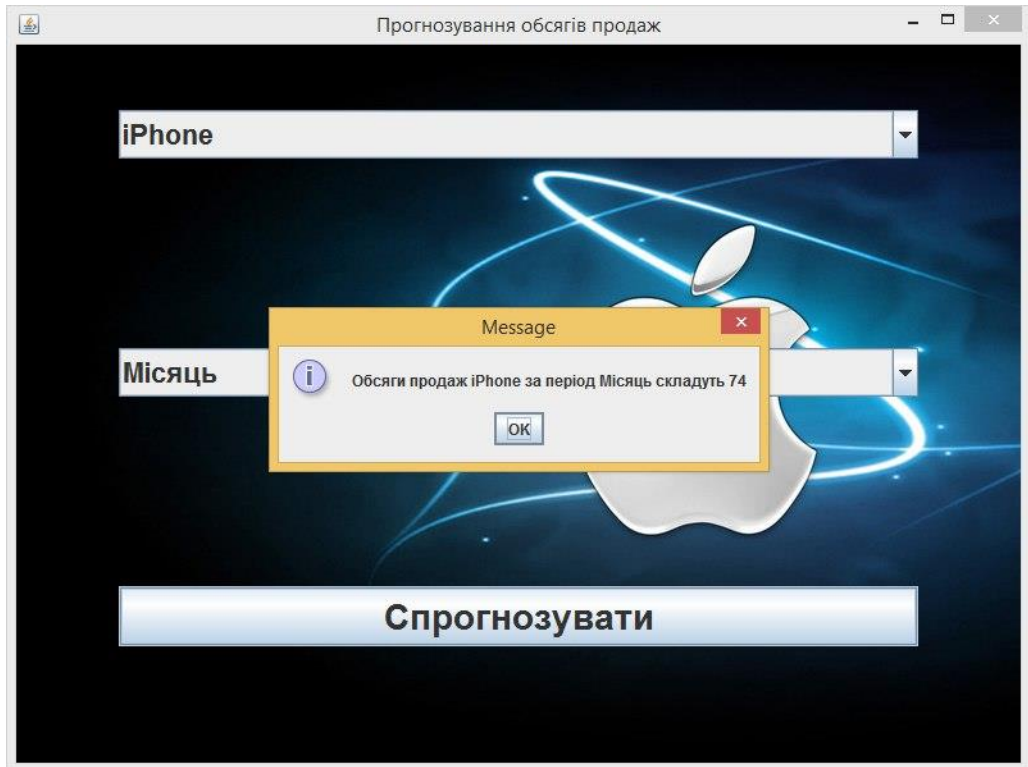 Прогнозування обсягів продаж
iPhone
Message
Місяць
Обсяги продаж iPhone за період Місяць складуть 74
OK
Спрогнозувати